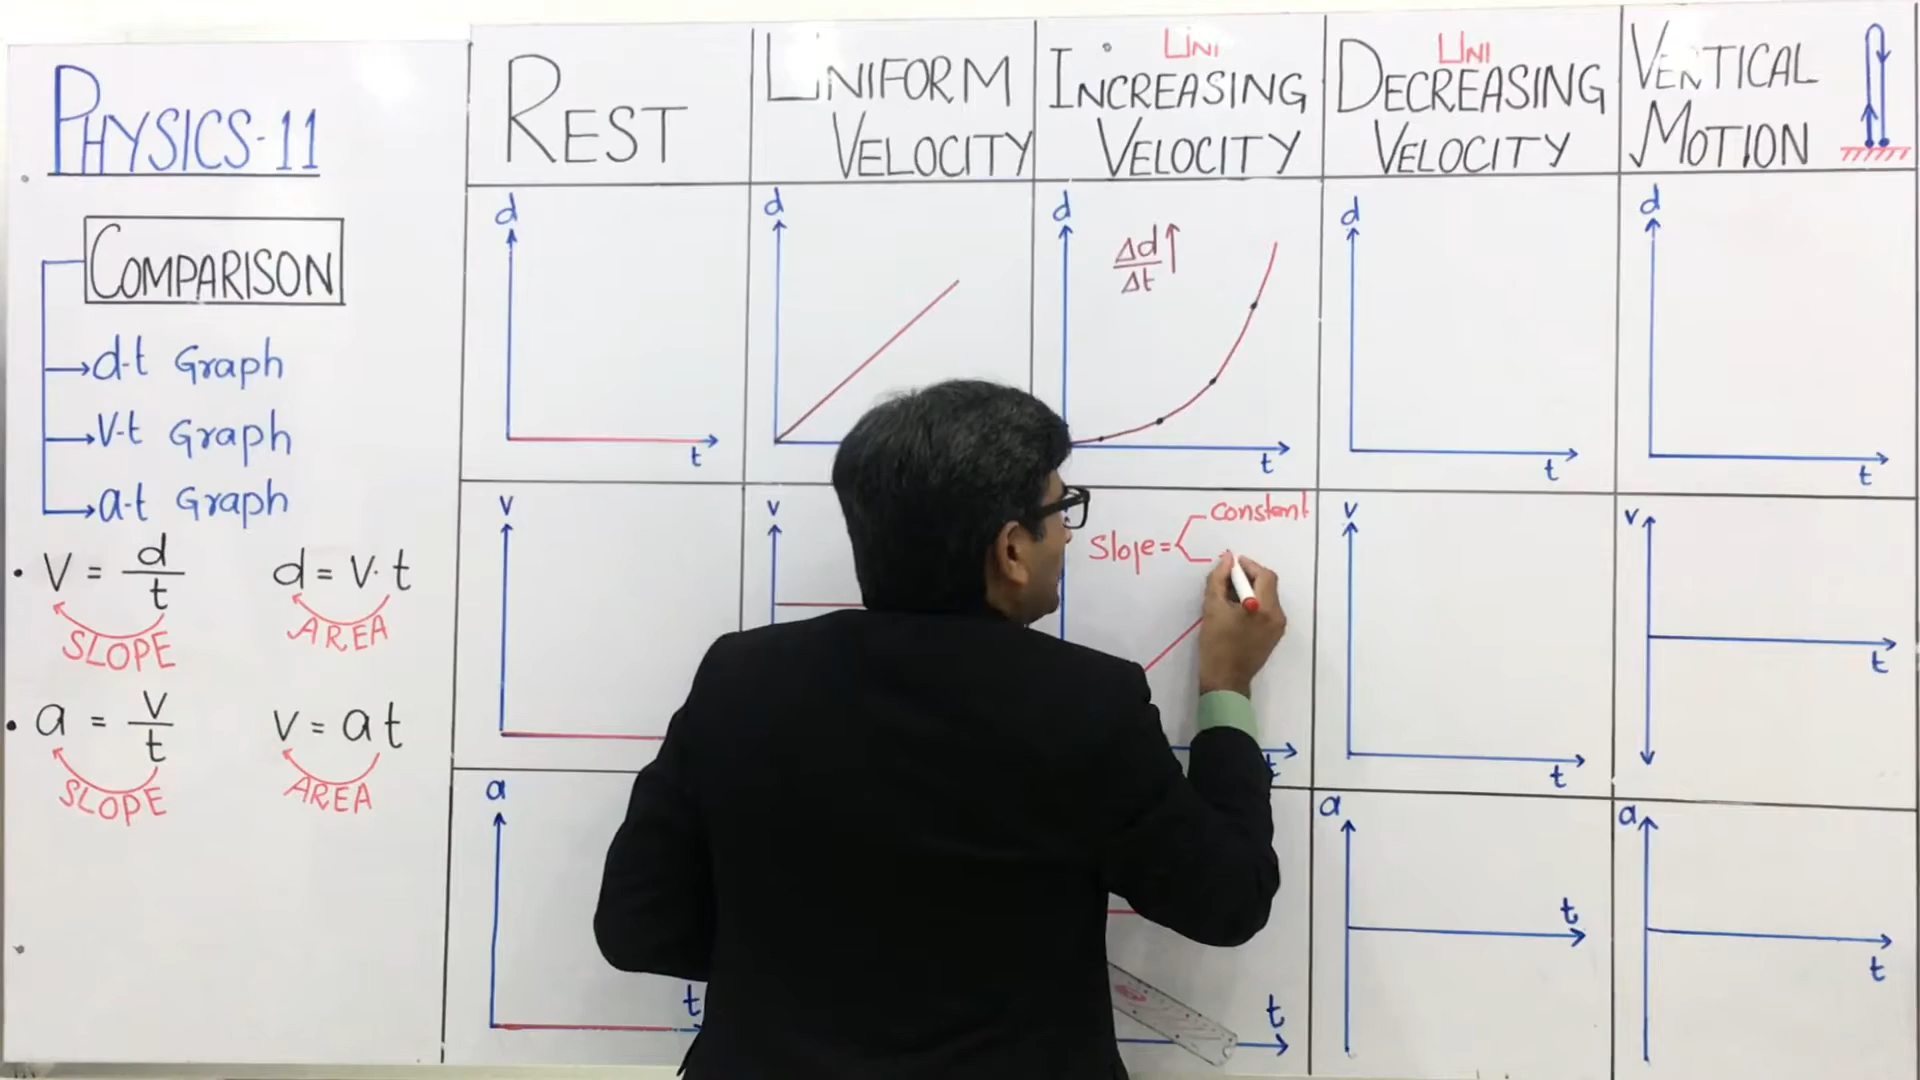 PHYSICS-11
COMPARISON
d-t Graph
v-t Graph
a-t Graph
• V = d/t
SLOPE
d = v·t
AREA
• a = v/t
SLOPE
v = at
AREA
REST
UNIFORM
VELOCITY
UNI
INCREASING
VELOCITY
UNI
DECREASING
VELOCITY
VERTICAL
MOTION
d
t
d
d
Δd/Δt ↑
t
d
t
d
t
v
v
Slope =
constant
t
v
t
v
t
a
t
t
a
t
a
t